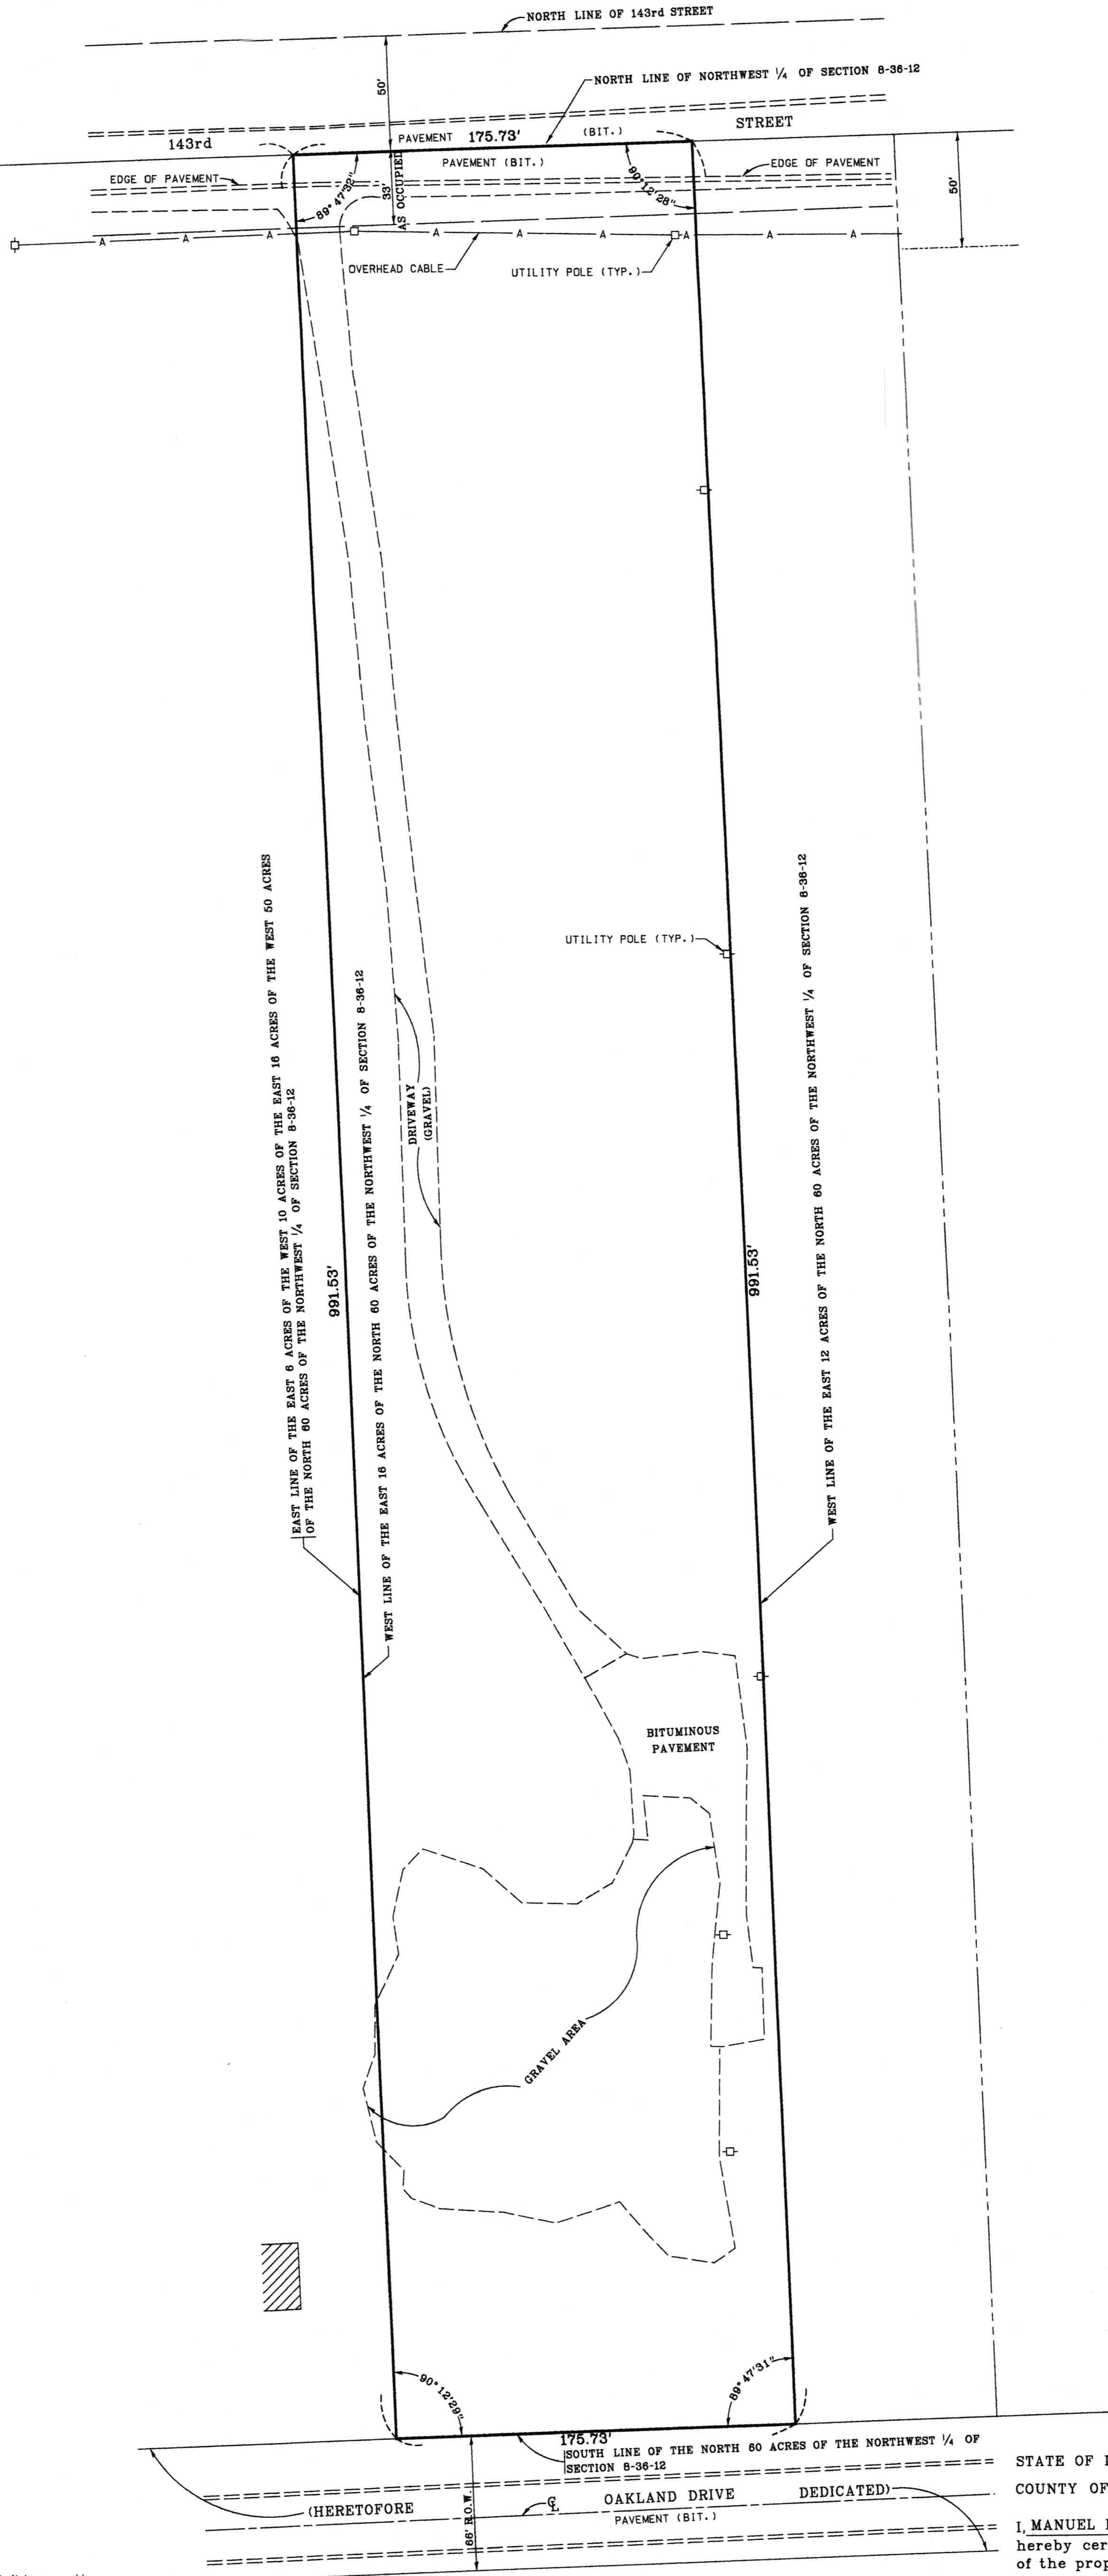 NORTH LINE OF 143rd STREET
50'
NORTH LINE OF NORTHWEST 1/4 OF SECTION 8-36-12
143rd
PAVEMENT 175.73' (BIT.)
STREET
PAVEMENT (BIT.)
EDGE OF PAVEMENT
EDGE OF PAVEMENT
89° 47'32"
33'
AS OCCUPIED
90° 12'28"
50'
A A A A A A A A A
OVERHEAD CABLE
UTILITY POLE (TYP.)
UTILITY POLE (TYP.)
EAST LINE OF THE EAST 6 ACRES OF THE WEST 10 ACRES OF THE EAST 16 ACRES OF THE WEST 50 ACRES
OF THE NORTH 60 ACRES OF THE NORTHWEST 1/4 OF SECTION 8-36-12
991.53'
WEST LINE OF THE EAST 16 ACRES OF THE NORTH 60 ACRES OF THE NORTHWEST 1/4 OF SECTION 8-36-12
DRIVEWAY
(GRAVEL)
991.53'
WEST LINE OF THE EAST 12 ACRES OF THE NORTH 60 ACRES OF THE NORTHWEST 1/4 OF SECTION 8-36-12
BITUMINOUS
PAVEMENT
GRAVEL AREA
90° 12'29"
89° 47'31"
175.73'
SOUTH LINE OF THE NORTH 60 ACRES OF THE NORTHWEST 1/4 OF
SECTION 8-36-12
66' R.O.W.
(HERETOFORE ℄ OAKLAND DRIVE DEDICATED)
PAVEMENT (BIT.)
STATE OF
COUNTY OF
I, MANUEL
hereby cer
of the prop